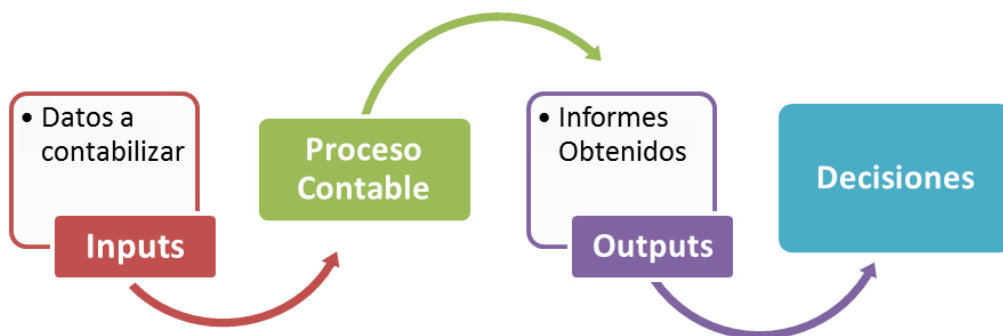 • Datos a
contabilizar
Inputs
Proceso
Contable
• Informes
Obtenidos
Outputs
Decisiones